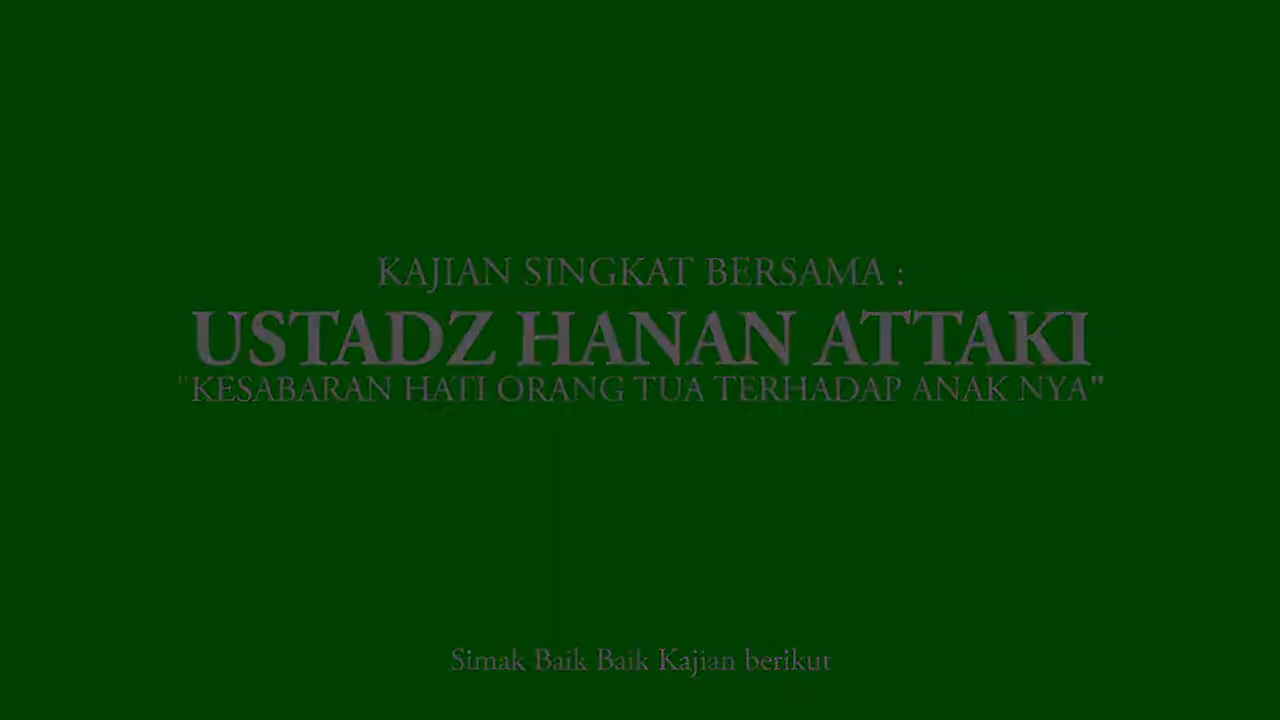 KAJIAN SINGKAT BERSAMA :
USTADZ HANAN ATTAKI
"KESABARAN HATI ORANG TUA TERHADAP ANAK NYA"
Simak Baik Baik Kajian berikut